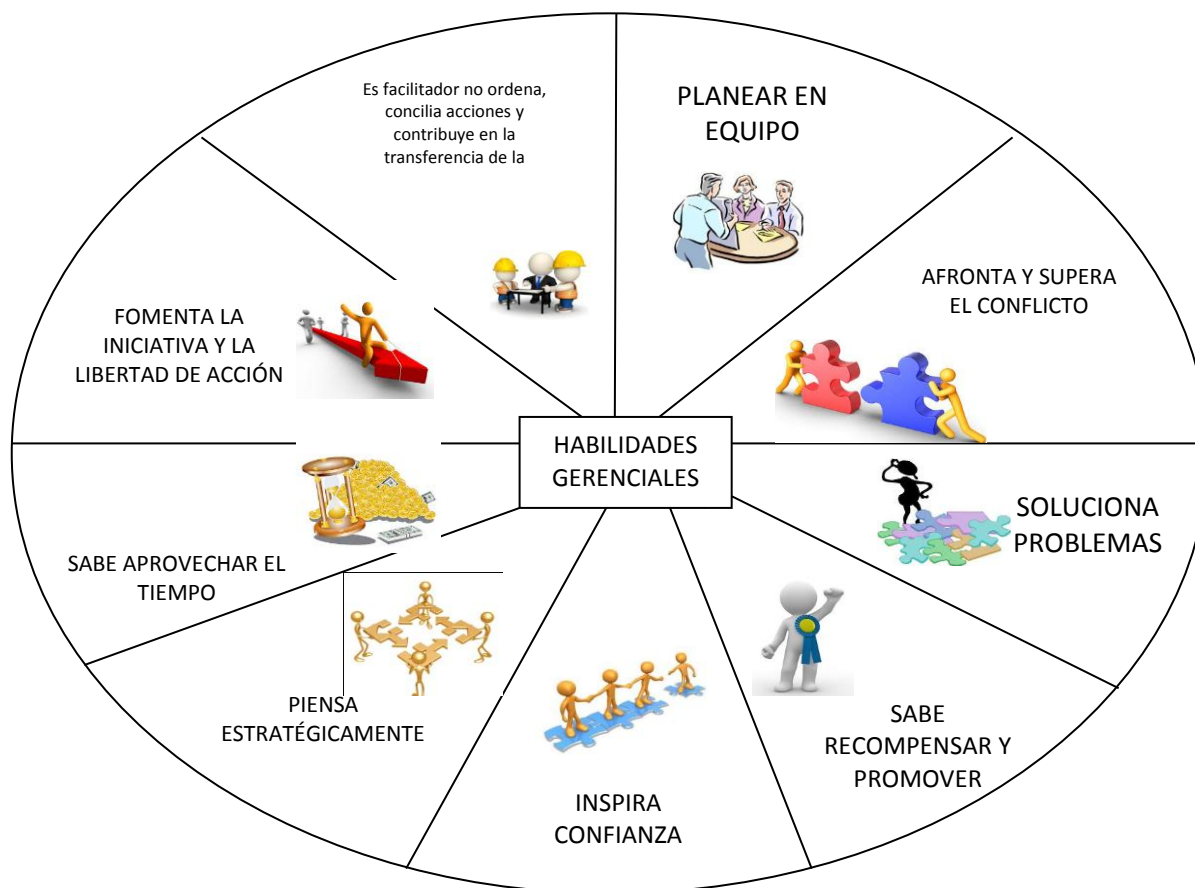 Es facilitador no ordena,
concilia acciones y
contribuye en la
transferencia de la
PLANEAR EN
EQUIPO
AFRONTA Y SUPERA
EL CONFLICTO
FOMENTA LA
INICIATIVA Y LA
LIBERTAD DE ACCIÓN
HABILIDADES
GERENCIALES
SOLUCIONA
PROBLEMAS
SABE APROVECHAR EL
TIEMPO
PIENSA
ESTRATÉGICAMENTE
SABE
RECOMPENSAR Y
PROMOVER
INSPIRA
CONFIANZA